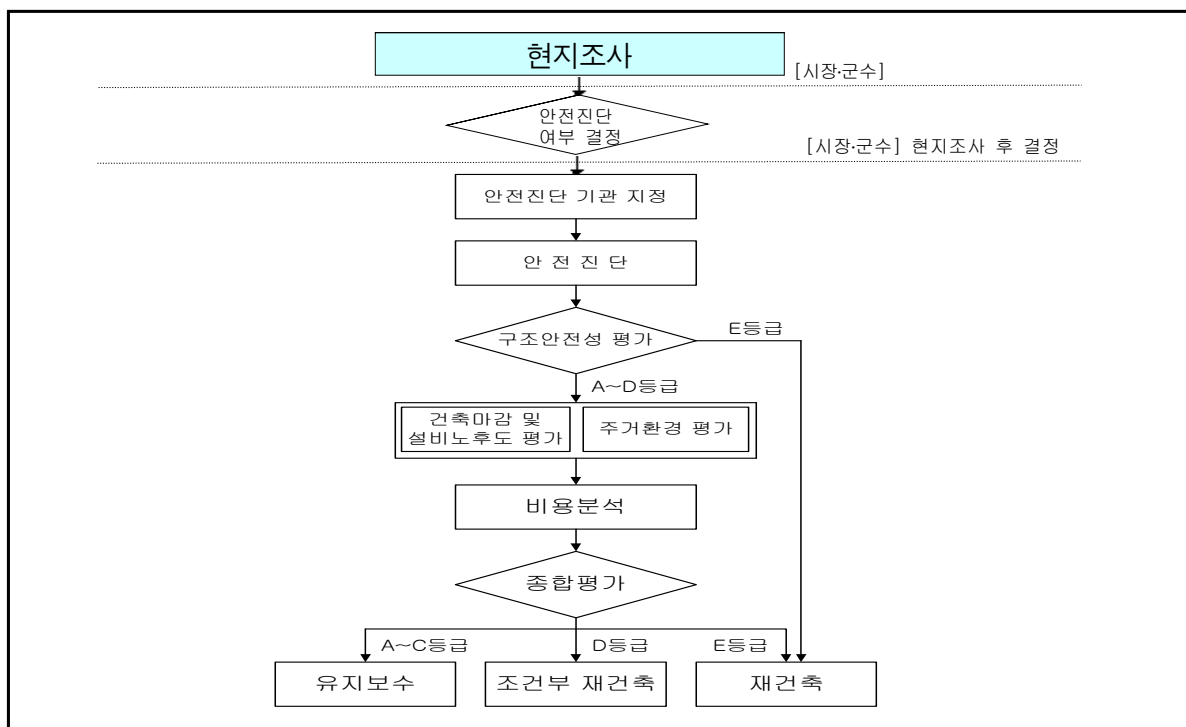 현지조사
[시장·군수]
안전진단
여부 결정
[시장·군수] 현지조사 후 결정
안전진단 기관 지정
안 전 진 단
구조안전성 평가
E등급
A~D등급
건축마감 및
설비노후도 평가
주거환경 평가
비용분석
종합평가
A~C등급
D등급
E등급
유지보수
조건부 재건축
재건축